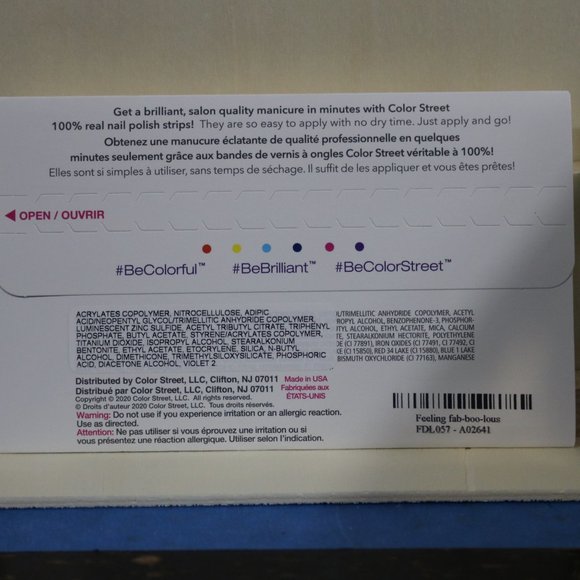 Get a brilliant, salon quality manicure in minutes with Color Street
100% real nail polish strips! They are so easy to apply with no dry time. Just apply and go!
Obtenez une manucure éclatante de qualité professionnelle en quelques
minutes seulement grâce aux bandes de vernis à ongles Color Street véritable à 100%!
Elles sont si simples à utiliser, sans temps de séchage. Il suffit de les appliquer et vous êtes prêtes!
OPEN / OUVRIR
#BeColorful™ #BeBrilliant™ #BeColorStreet™
ACRYLATES COPOLYMER, NITROCELLULOSE, ADIPIC
ACID/NEOPENTYL GLYCOL/TRIMELLITIC ANHYDRIDE COPOLYMER,
LUMINESCENT ZINC SULFIDE, ACETYL TRIBUTYL CITRATE, TRIPHENYL
PHOSPHATE, BUTYL ACETATE, STYRENE/ACRYLATES COPOLYMER,
TITANIUM DIOXIDE, ISOPROPYL ALCOHOL, STEARALKONIUM
BENTONITE, ETHYL ACETATE, ETOCRYLENE, SILICA, N-BUTYL
ALCOHOL, DIMETHICONE, TRIMETHYLSILOXYSILICATE, PHOSPHORIC
ACID, DIACETONE ALCOHOL, VIOLET 2.
/TRIMELLITIC ANHYDRIDE COPOLYMER, ACETYL
ROPYL ALCOHOL, BENZOPHENONE-3, PHOSPHOR-
ITYL ALCOHOL, ETHYL ACETATE, MICA, CALCIUM
TE, STEARALKONIUM HECTORITE, POLYETHYLENE
DE (CI 77891), IRON OXIDES (CI 77491, CI 77492, CI
(CI 15850), RED 34 LAKE (CI 15880), BLUE 1 LAKE
BISMUTH OXYCHLORIDE (CI 77163), MANGANESE
Distributed by Color Street, LLC, Clifton, NJ 07011
Distribué par Color Street, LLC, Clifton, NJ 07011
Copyright © 2020 Color Street, LLC. All rights reserved.
© Droits d'auteur 2020 Color Street, LLC. Tous droits réservés.
Made in USA
Fabriquées aux
ÉTATS-UNIS
Warning: Do not use if you experience irritation or an allergic reaction.
Use as directed.
Attention: Ne pas utiliser si vous éprouvez une irritation ou si
vous présentez une réaction allergique. Utiliser selon l'indication.
Feeling fab-boo-lous
FDL057 - A02641